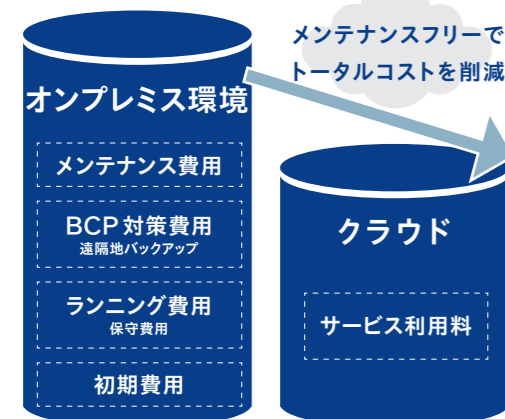 メンテナンスフリーで
トータルコストを削減
オンプレミス環境
メンテナンス費用
BCP対策費用
遠隔地バックアップ
ランニング費用
保守費用
初期費用
クラウド
サービス利用料